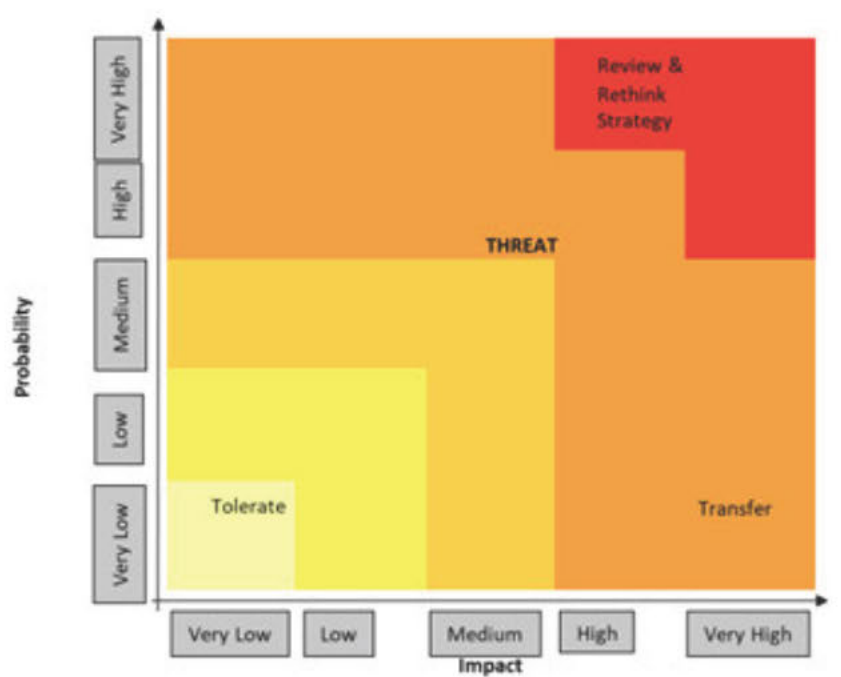 Very High
High
Medium
Low
Very Low
Probability
Review &
Rethink
Strategy
THREAT
Tolerate
Transfer
Very Low
Low
Medium
High
Very High
Impact